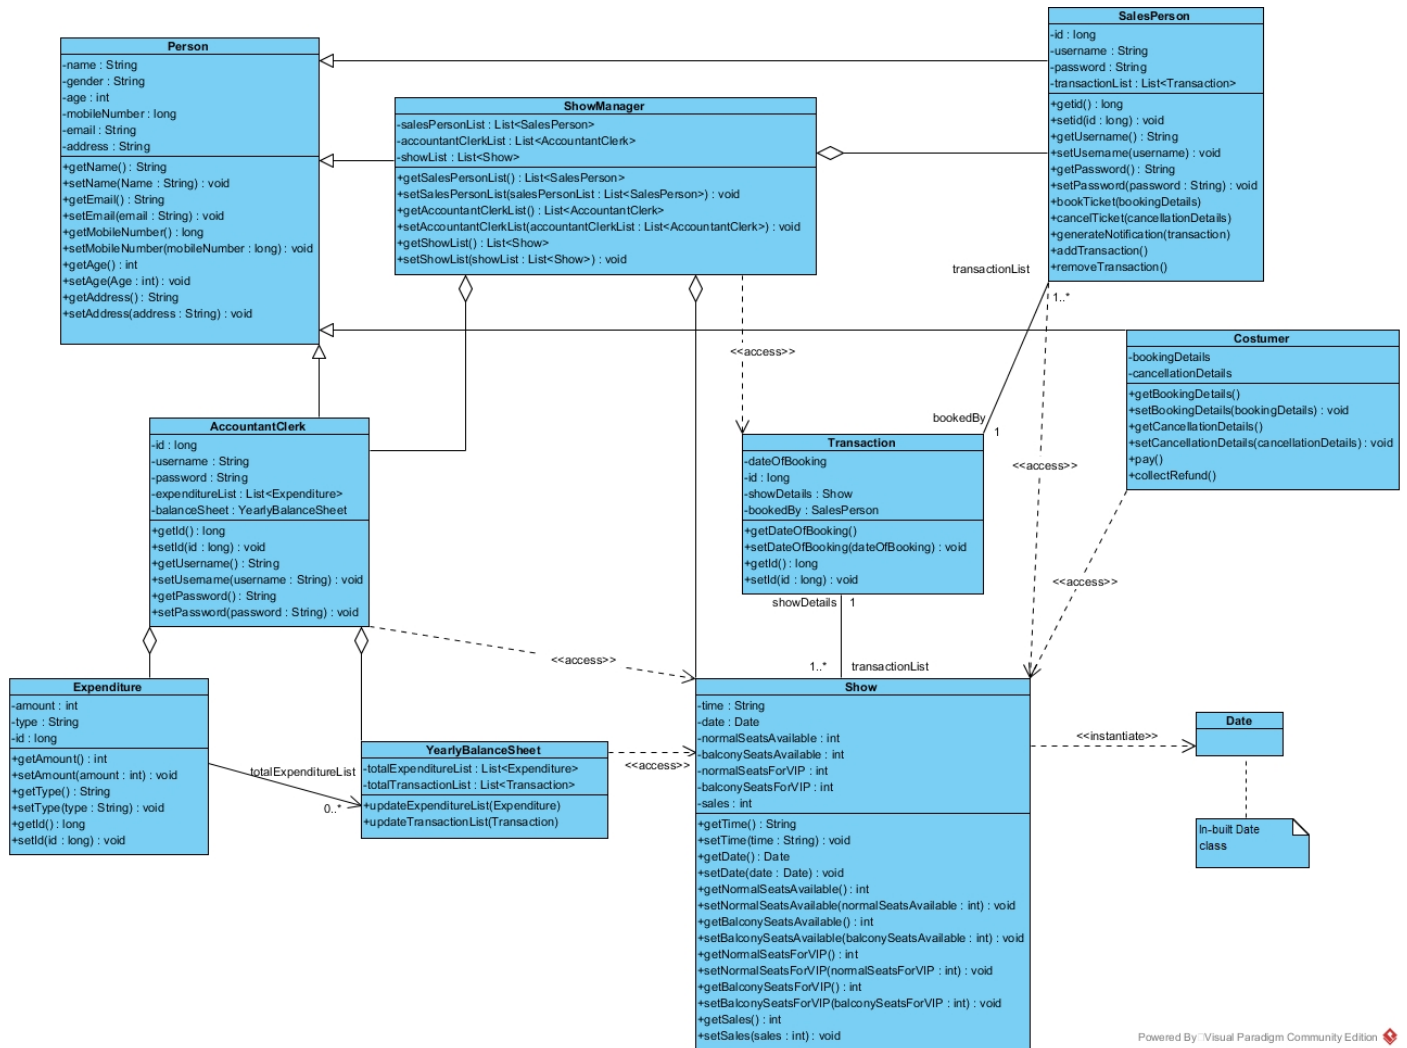 Person
-name : String
-gender : String
-age : int
-mobileNumber : long
-email : String
-address : String
+getName() : String
+setName(Name : String) : void
+getEmail() : String
+setEmail(email : String) : void
+getMobileNumber() : long
+setMobileNumber(mobileNumber : long) : void
+getAge() : int
+setAge(Age : int) : void
+getAddress() : String
+setAddress(address : String) : void
ShowManager
-salesPersonList : List<SalesPerson>
-accountantClerkList : List<AccountantClerk>
-showList : List<Show>
+getSalesPersonList() : List<SalesPerson>
+setSalesPersonList(salesPersonList : List<SalesPerson>) : void
+getAccountantClerkList() : List<AccountantClerk>
+setAccountantClerkList(accountantClerkList : List<AccountantClerk>) : void
+getShowList() : List<Show>
+setShowList(showList : List<Show>) : void
SalesPerson
-id : long
-username : String
-password : String
-transactionList : List<Transaction>
+getid() : long
+setid(id : long) : void
+getUsername() : String
+setUsername(username) : void
+getPassword() : String
+setPassword(password : String) : void
+bookTicket(bookingDetails)
+cancelTicket(cancellationDetails)
+generateNotification(transaction)
+addTransaction()
+removeTransaction()
transactionList
1..*
<<access>>
bookedBy
1
<<access>>
Costumer
-bookingDetails
-cancellationDetails
+getBookingDetails()
+setBookingDetails(bookingDetails) : void
+getCancellationDetails()
+setCancellationDetails(cancellationDetails) : void
+pay()
+collectRefund()
<<access>>
AccountantClerk
-id : long
-username : String
-password : String
-expenditureList : List<Expenditure>
-balanceSheet : YearlyBalanceSheet
+getId() : long
+setId(id : long) : void
+getUsername() : String
+setUsername(username : String) : void
+getPassword() : String
+setPassword(password : String) : void
<<access>>
Transaction
-dateOfBooking
-id : long
-showDetails : Show
-bookedBy : SalesPerson
+getDateOfBooking()
+setDateOfBooking(dateOfBooking) : void
+getId() : long
+setId(id : long) : void
showDetails
1
1..*
transactionList
Expenditure
-amount : int
-type : String
-id : long
+getAmount() : int
+setAmount(amount : int) : void
+getType() : String
+setType(type : String) : void
+getId() : long
+setId(id : long) : void
totalExpenditureList
0..*
YearlyBalanceSheet
-totalExpenditureList : List<Expenditure>
-totalTransactionList : List<Transaction>
+updateExpenditureList(Expenditure)
+updateTransactionList(Transaction)
<<access>>
Show
-time : String
-date : Date
-normalSeatsAvailable : int
-balconySeatsAvailable : int
-normalSeatsForVIP : int
-balconySeatsForVIP : int
-sales : int
+getTime() : String
+setTime(time : String) : void
+getDate() : Date
+setDate(date : Date) : void
+getNormalSeatsAvailable() : int
+setNormalSeatsAvailable(normalSeatsAvailable : int) : void
+getBalconySeatsAvailable() : int
+setBalconySeatsAvailable(balconySeatsAvailable : int) : void
+getNormalSeatsForVIP() : int
+setNormalSeatsForVIP(normalSeatsForVIP : int) : void
+getBalconySeatsForVIP() : int
+setBalconySeatsForVIP(balconySeatsForVIP : int) : void
+getSales() : int
+setSales(sales : int) : void
<<instantiate>>
Date
In-built Date
class
Powered By Visual Paradigm Community Edition